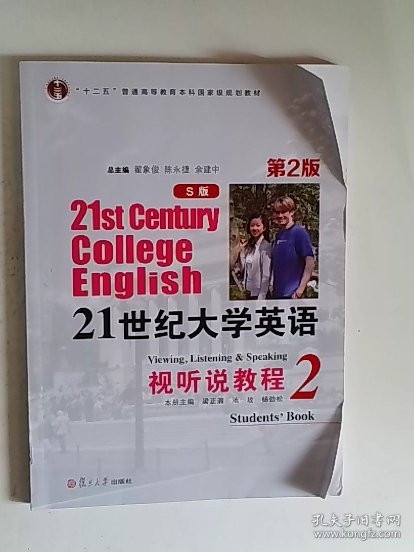 "十二五"普通高等教育本科国家级规划教材
总主编 翟象俊 陈永捷 余建中
第2版
S版
21st Century
College
English
21世纪大学英语
Viewing, Listening & Speaking
视听说教程 2
本册主编 梁正溜 池玫 杨勋松
Students' Book
復旦大學出版社
孔夫子旧书网
www.kongfz.com